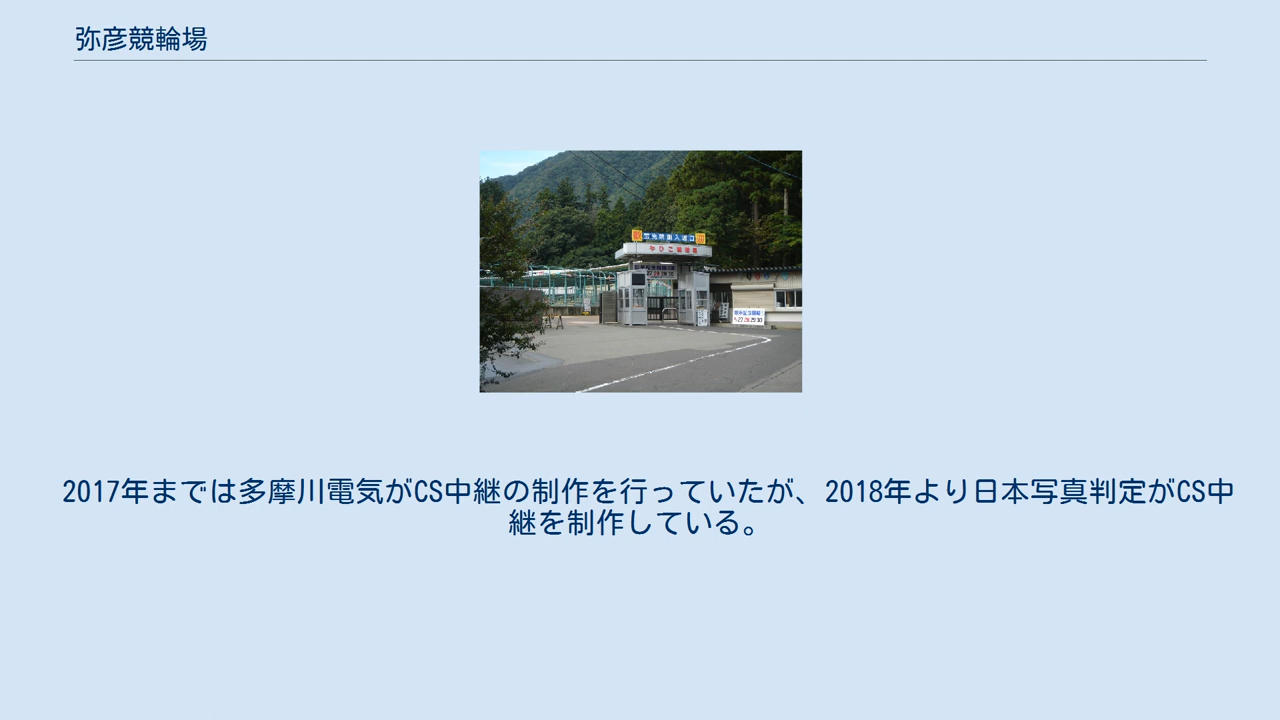 弥彦競輪場
2017年までは多摩川電気がCS中継の制作を行っていたが、2018年より日本写真判定がCS中
継を制作している。